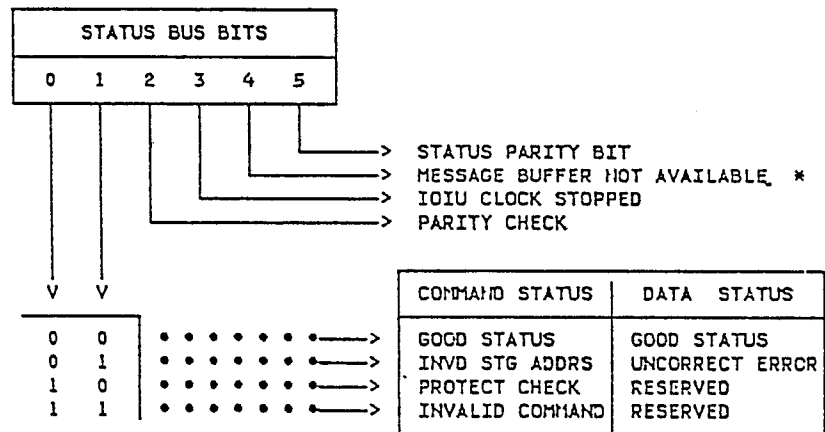 STATUS BUS BITS
0 1 2 3 4 5
> STATUS PARITY BIT
> MESSAGE BUFFER NOT AVAILABLE *
> IOIU CLOCK STOPPED
> PARITY CHECK
V V
COMMAND STATUS DATA STATUS
0 0 • • • • • • •—> GOOD STATUS GOOD STATUS
0 1 • • • • • • •—> INVD STG ADDRS UNCORRECT ERROR
1 0 • • • • • • •—> PROTECT CHECK RESERVED
1 1 • • • • • • •—> INVALID COMMAND RESERVED